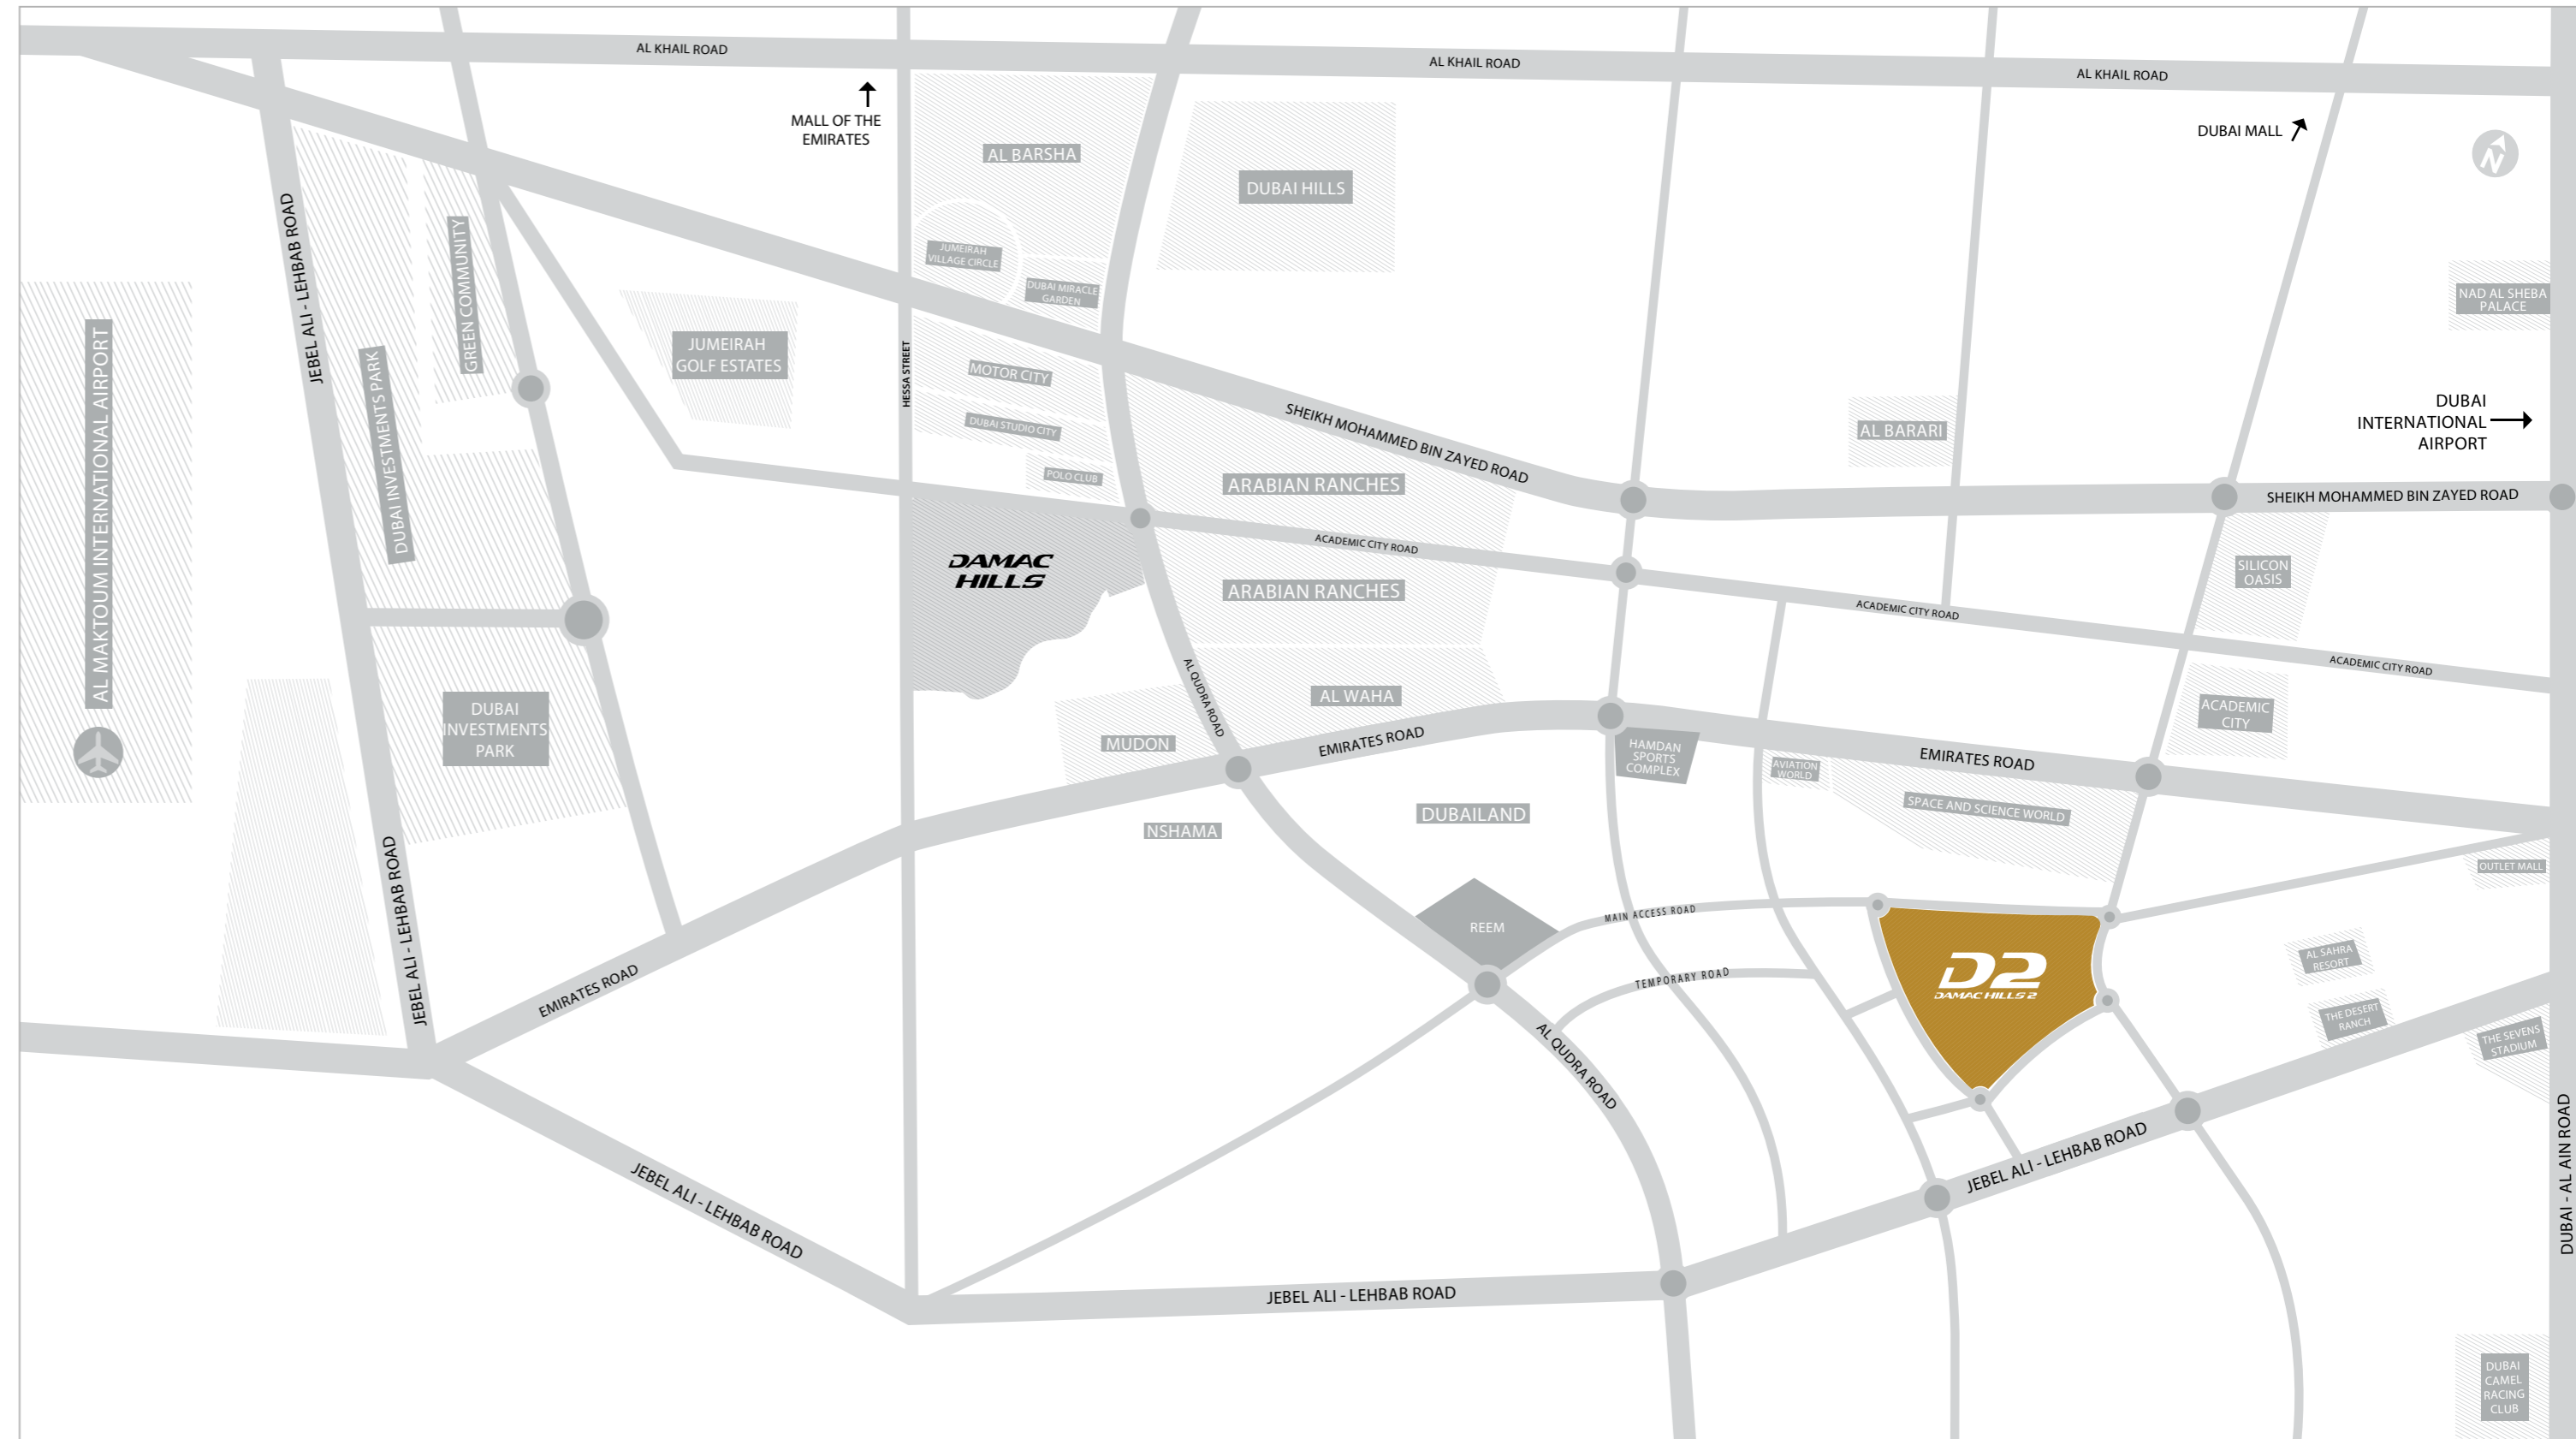 AL KHAIL ROAD
AL KHAIL ROAD
AL KHAIL ROAD
MALL OF THE
EMIRATES
AL BARSHA
DUBAI HILLS
DUBAI MALL
N
JEBEL ALI - LEHBAB ROAD
GREEN COMMUNITY
JUMEIRAH
VILLAGE CIRCLE
DUBAI MIRACLE
GARDEN
NAD AL SHEBA
PALACE
AL MAKTOUM INTERNATIONAL AIRPORT
DUBAI INVESTMENTS PARK
JUMEIRAH
GOLF ESTATES
HESSA STREET
MOTOR CITY
DUBAI STUDIO CITY
POLO CLUB
SHEIKH MOHAMMED BIN ZAYED ROAD
AL BARARI
DUBAI
INTERNATIONAL
AIRPORT
ARABIAN RANCHES
SHEIKH MOHAMMED BIN ZAYED ROAD
ACADEMIC CITY ROAD
DAMAC
HILLS
ARABIAN RANCHES
SILICON
OASIS
ACADEMIC CITY ROAD
ACADEMIC CITY ROAD
AL QUDRA ROAD
AL WAHA
ACADEMIC
CITY
DUBAI
INVESTMENTS
PARK
MUDON
EMIRATES ROAD
HAMDAN
SPORTS
COMPLEX
AVIATION
WORLD
EMIRATES ROAD
SPACE AND SCIENCE WORLD
NSHAMA
DUBAILAND
JEBEL ALI - LEHBAB ROAD
OUTLET MALL
REEM
MAIN ACCESS ROAD
TEMPORARY ROAD
D2
DAMAC HILLS 2
AL SAHRA
RESORT
EMIRATES ROAD
THE DESERT
RANCH
THE SEVENS
STADIUM
AL QUDRA ROAD
JEBEL ALI - LEHBAB ROAD
JEBEL ALI - LEHBAB ROAD
JEBEL ALI - LEHBAB ROAD
DUBAI - AL AIN ROAD
DUBAI
CAMEL
RACING
CLUB